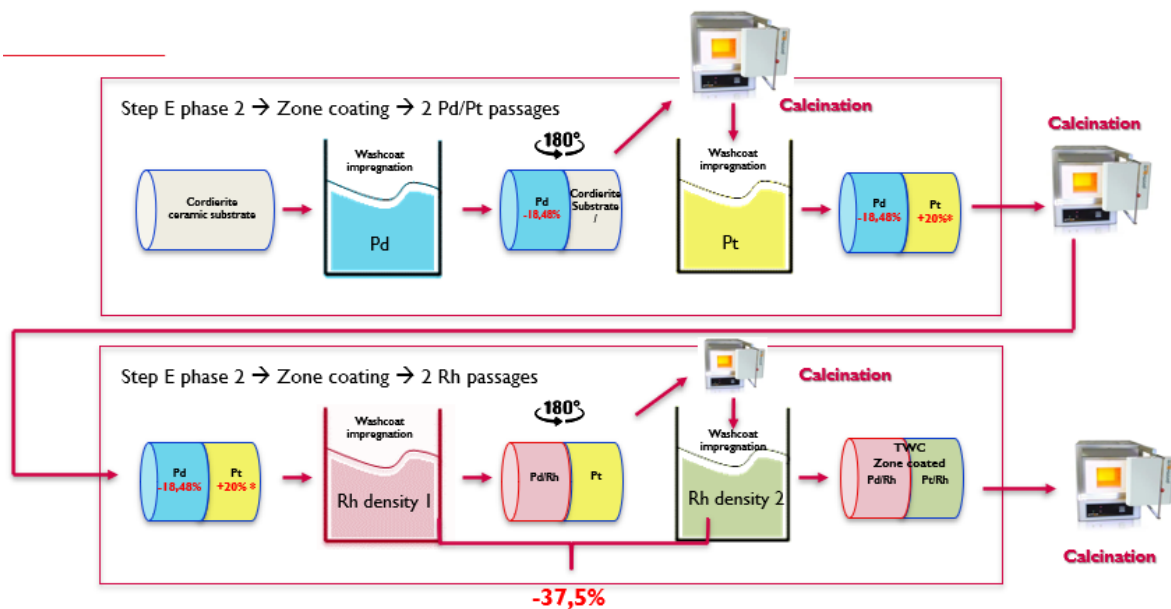 Step E phase 2 → Zone coating → 2 Pd/Pt passages
Calcination
Calcination
Cordierite
ceramic substrate
Washcoat
impregnation
Pd
180°
Pd
-18,48%
Cordierite
Substrate
/
Washcoat
impregnation
Pt
Pd
-18,48%
Pt
+20%*
Step E phase 2 → Zone coating → 2 Rh passages
Calcination
Pd
-18,48%
Pt
+20% *
Washcoat
impregnation
Rh density 1
180°
Pd/Rh
Pt
Washcoat
impregnation
Rh density 2
TWC
Zone coated
Pd/Rh
Pt/Rh
Calcination
-37,5%